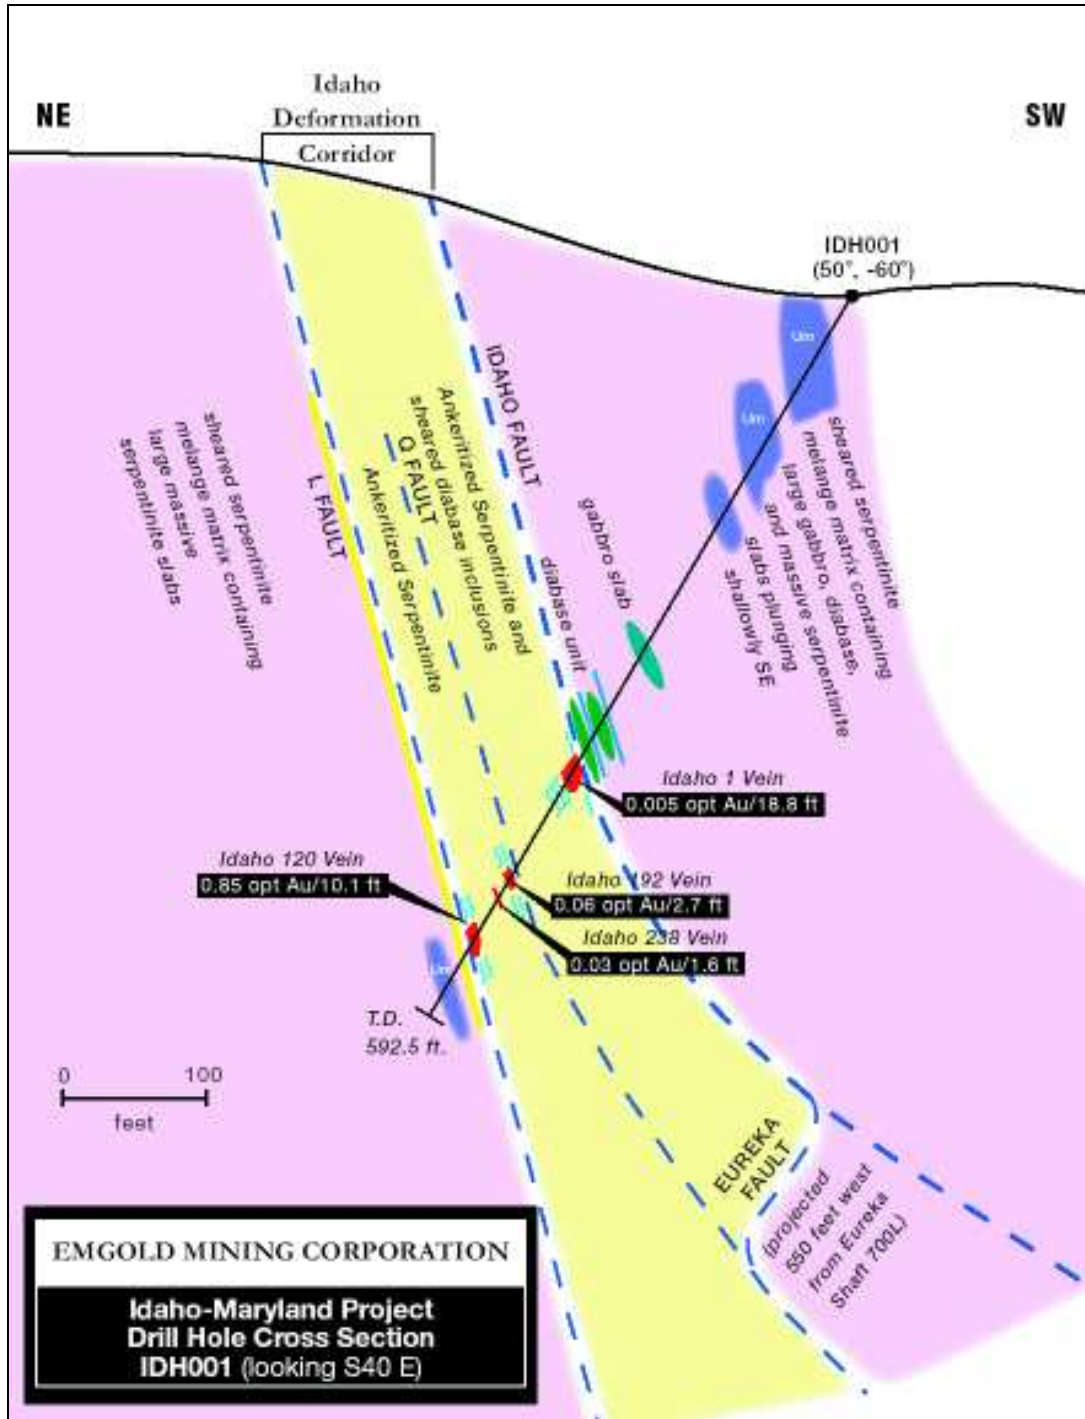 Idaho
Deformation
Corridor
NE
SW
IDH001
(50°, -60°)
Um
Um
sheared serpentinite
melange matrix containing
large gabbro, diabase,
and massive serpentinite
slabs plunging
shallowly SE
IDAHO FAULT
Ankeritized Serpentinite and
sheared diabase inclusions
Q FAULT
Ankeritized Serpentinite
L FAULT
sheared serpentinite
melange matrix containing
large massive
serpentinite slabs
gabbro slab
diabase unit
Idaho 1 Vein
0.005 opt Au/18.8 ft
Idaho 120 Vein
0.85 opt Au/10.1 ft
Idaho 192 Vein
0.06 opt Au/2.7 ft
Idaho 238 Vein
0.03 opt Au/1.6 ft
Um
T.D.
592.5 ft.
0 100
feet
EUREKA
FAULT
(projected
550 feet west
from Eureka
Shaft 700L)
EMGOLD MINING CORPORATION
Idaho-Maryland Project
Drill Hole Cross Section
IDH001 (looking S40 E)